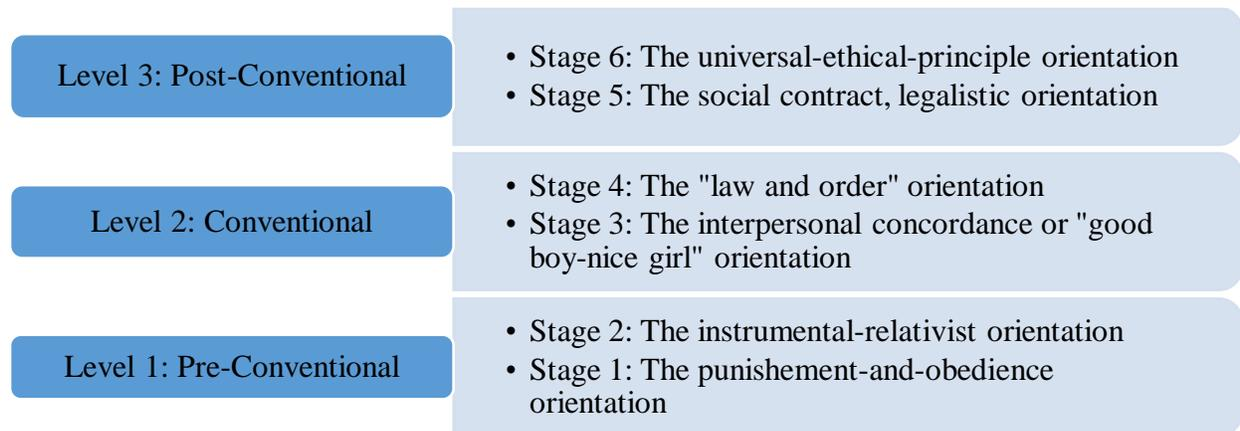 Level 3: Post-Conventional
• Stage 6: The universal-ethical-principle orientation
• Stage 5: The social contract, legalistic orientation
Level 2: Conventional
• Stage 4: The "law and order" orientation
• Stage 3: The interpersonal concordance or "good
boy-nice girl" orientation
Level 1: Pre-Conventional
• Stage 2: The instrumental-relativist orientation
• Stage 1: The punishement-and-obedience
orientation